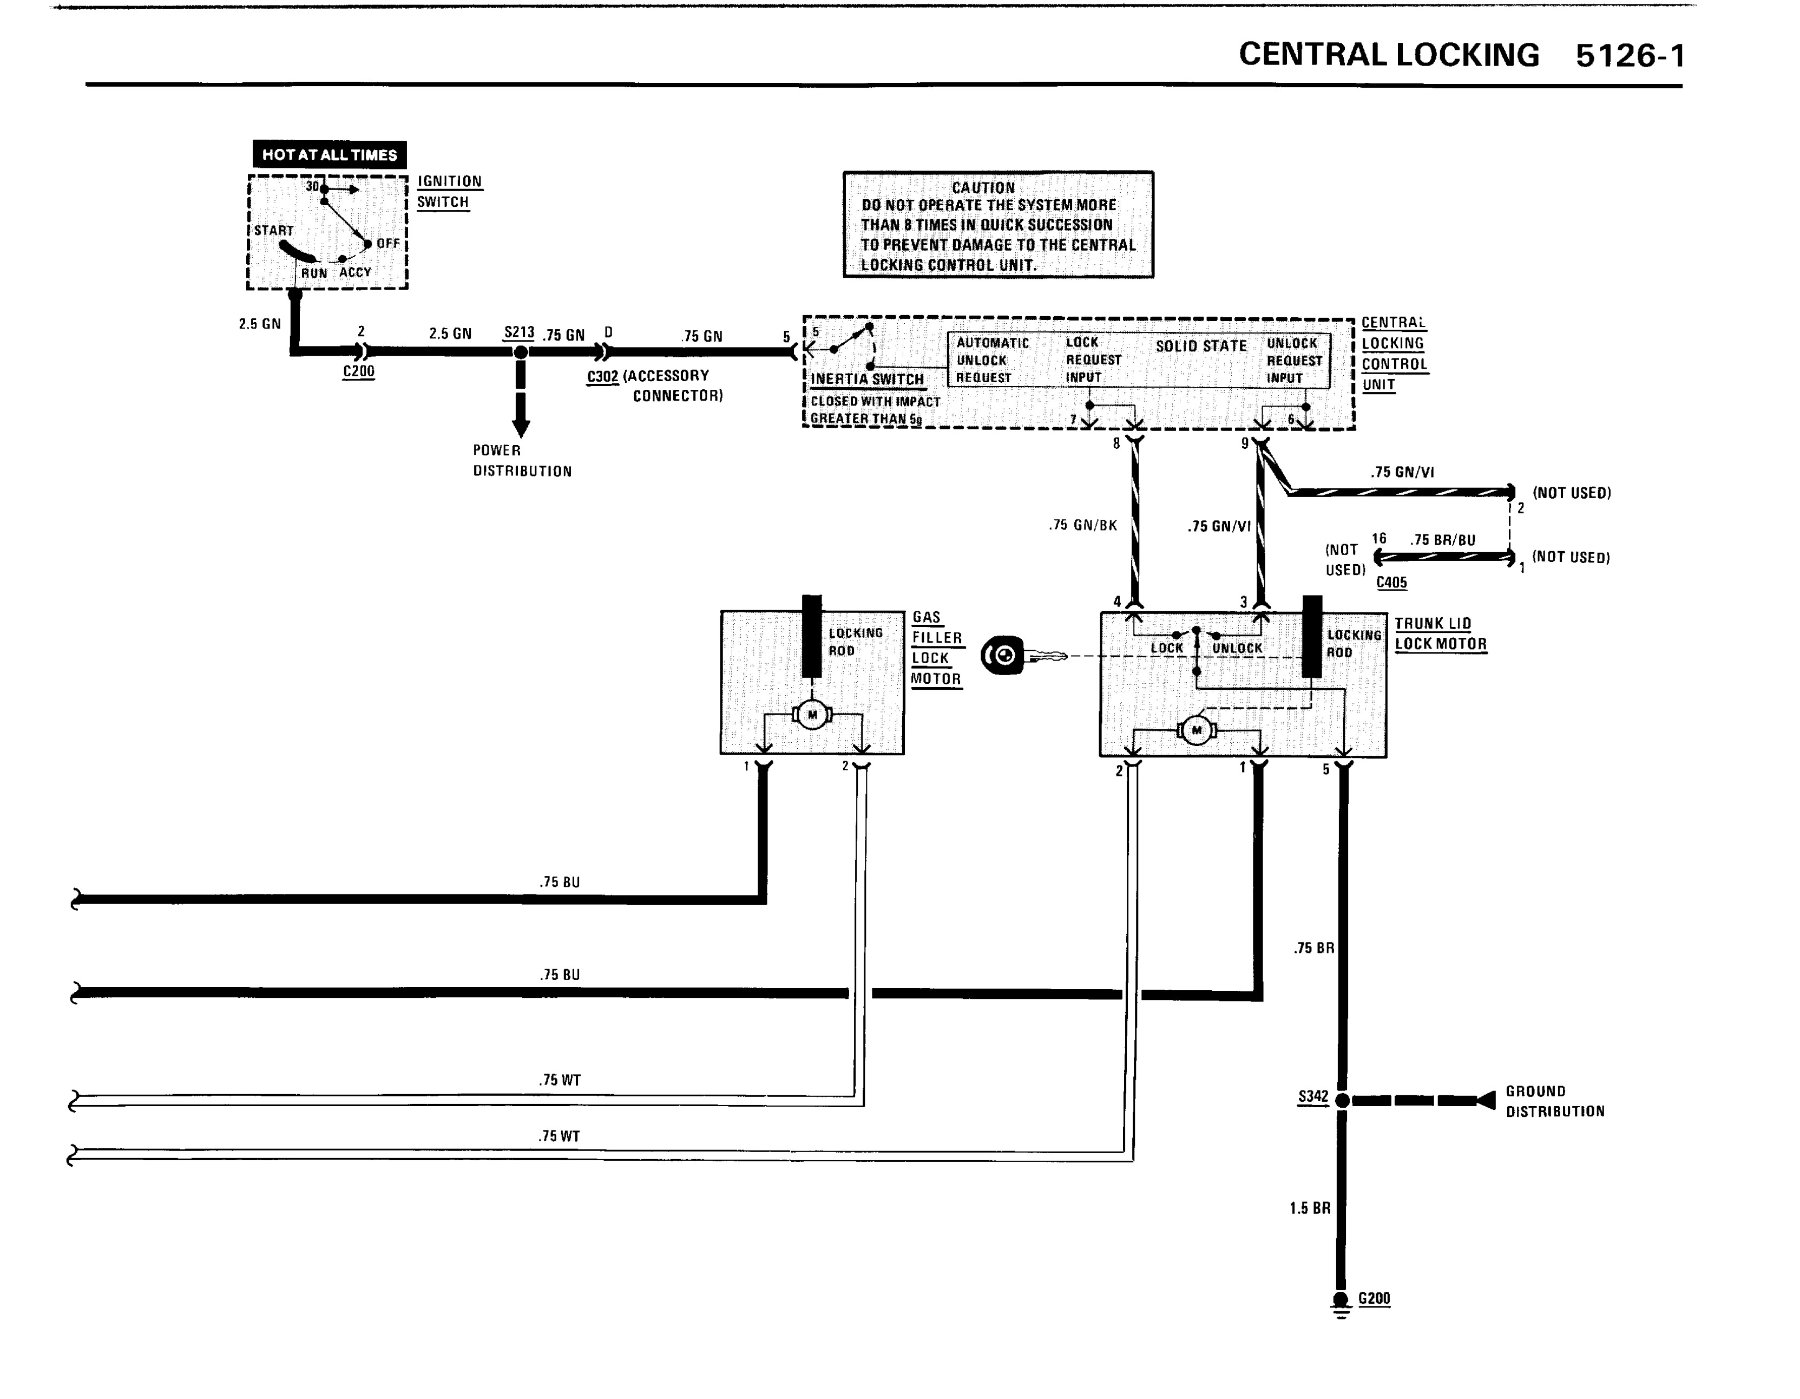 CENTRAL LOCKING 5126-1
HOT AT ALL TIMES
30
IGNITION
SWITCH
START
OFF
RUN ACCY
CAUTION
DO NOT OPERATE THE SYSTEM MORE
THAN 8 TIMES IN QUICK SUCCESSION
TO PREVENT DAMAGE TO THE CENTRAL
LOCKING CONTROL UNIT.
2.5 GN
2
C200
2.5 GN
S213
.75 GN
D
C302 (ACCESSORY
CONNECTOR)
.75 GN
5
POWER
DISTRIBUTION
5
INERTIA SWITCH
CLOSED WITH IMPACT
GREATER THAN 5g
AUTOMATIC
UNLOCK
REQUEST
LOCK
REQUEST
INPUT
SOLID STATE
UNLOCK
REQUEST
INPUT
CENTRAL
LOCKING
CONTROL
UNIT
7
6
8
9
.75 GN/BK
.75 GN/VI
.75 GN/VI
(NOT USED)
2
(NOT
USED)
16
.75 BR/BU
C405
(NOT USED)
1
4
3
LOCKING
ROD
M
GAS
FILLER
LOCK
MOTOR
1
2
LOCK
UNLOCK
LOCKING
ROD
M
TRUNK LID
LOCK MOTOR
2
1
5
.75 BU
.75 BR
.75 BU
.75 WT
S342
GROUND
DISTRIBUTION
.75 WT
1.5 BR
G200